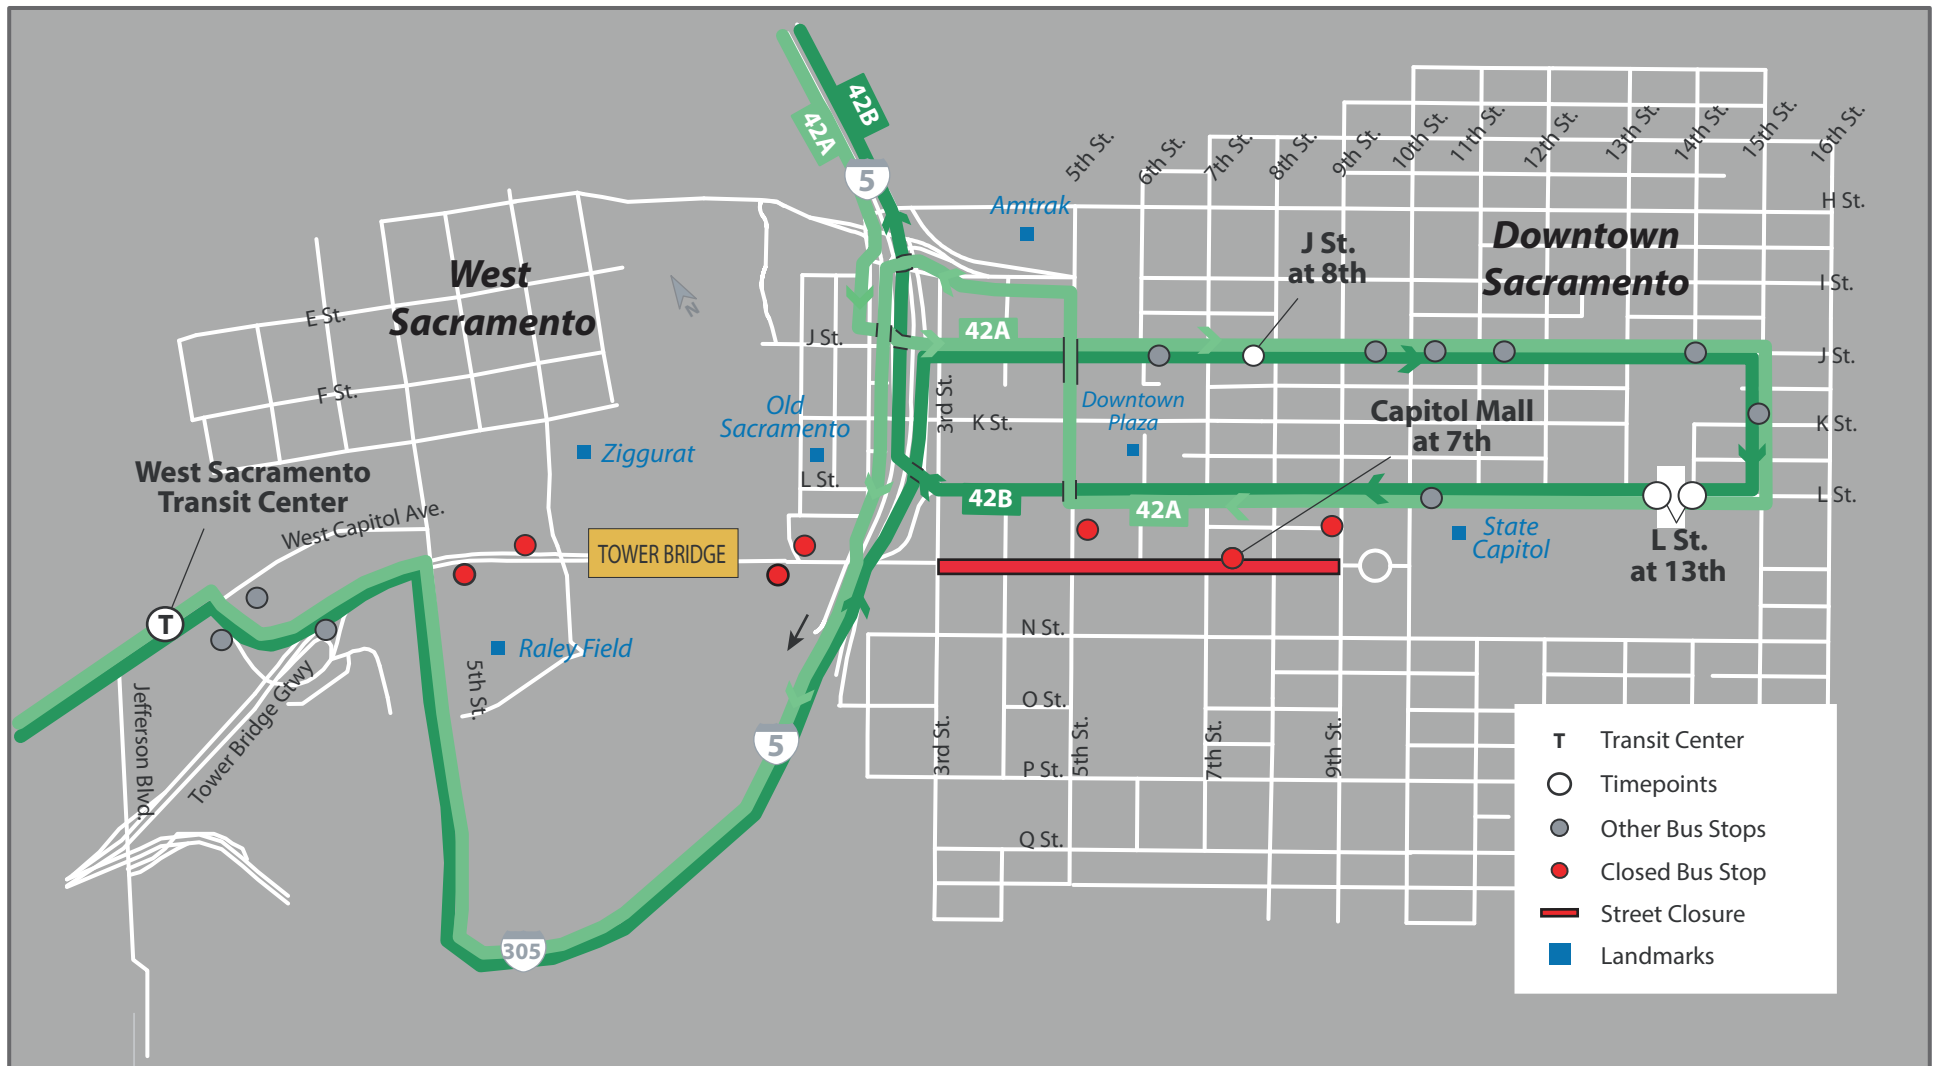 42B
42A
5
5th St.
6th St.
7th St.
8th St.
9th St.
10th St.
11th St.
12th St.
13th St.
14th St.
15th St.
16th St.
H St.
Amtrak
J St.
at 8th
Downtown
Sacramento
I St.
West
Sacramento
N
E St.
F St.
J St.
42A
J St.
Old
Sacramento
3rd St.
K St.
Downtown
Plaza
Capitol Mall
at 7th
K St.
Ziggurat
West Sacramento
Transit Center
L St.
42B
42A
L St.
West Capitol Ave.
TOWER BRIDGE
State
Capitol
L St.
at 13th
T
N St.
Raley Field
5th St.
Jefferson Blvd.
Tower Bridge Gtwy
O St.
3rd St.
5th St.
7th St.
9th St.
5
P St.
Q St.
305
T Transit Center
Timepoints
Other Bus Stops
Closed Bus Stop
Street Closure
Landmarks